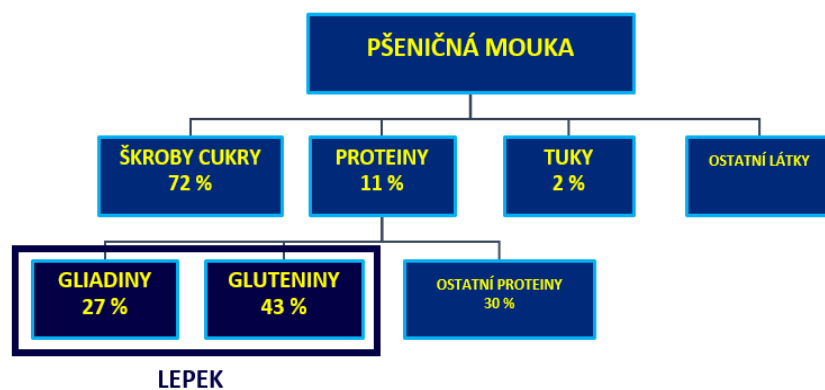 PŠENIČNÁ MOUKA
ŠKROBY CUKRY
72 %
PROTEINY
11 %
TUKY
2 %
OSTATNÍ LÁTKY
GLIADINY
27 %
GLUTENINY
43 %
OSTATNÍ PROTEINY
30 %
LEPEK